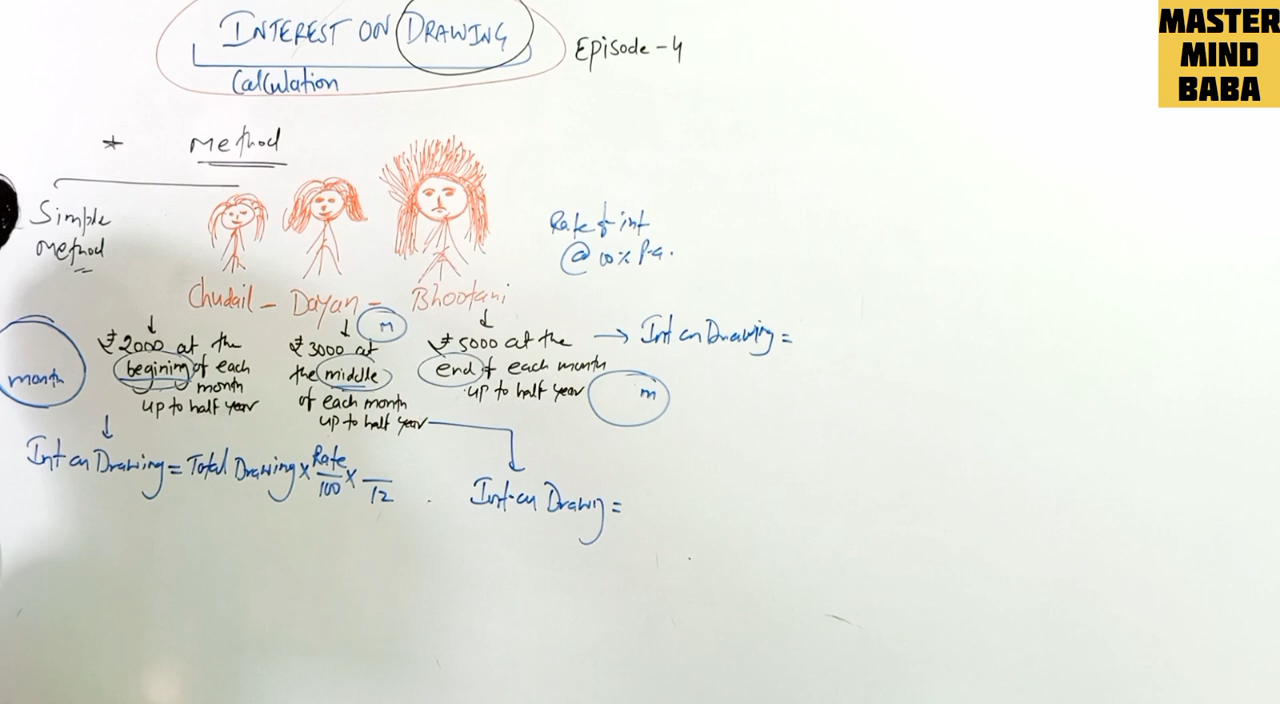 INTEREST ON DRAWING
Calculation
Episode - 4
MASTER
MIND
BABA
* Method
Simple
Method
Rate of int
@ 10% P.a.
Chudail - Dayan - Bhootani
month
₹2000 at the
begining of each
month
up to half year
m
₹3000 at
the middle
of each month
up to half year
₹5000 at the
end of each month
up to half year
m
→ Int on Drawing =
Int on Drawing = Total Drawing × Rate/100 × /12
Int. on Drawing =